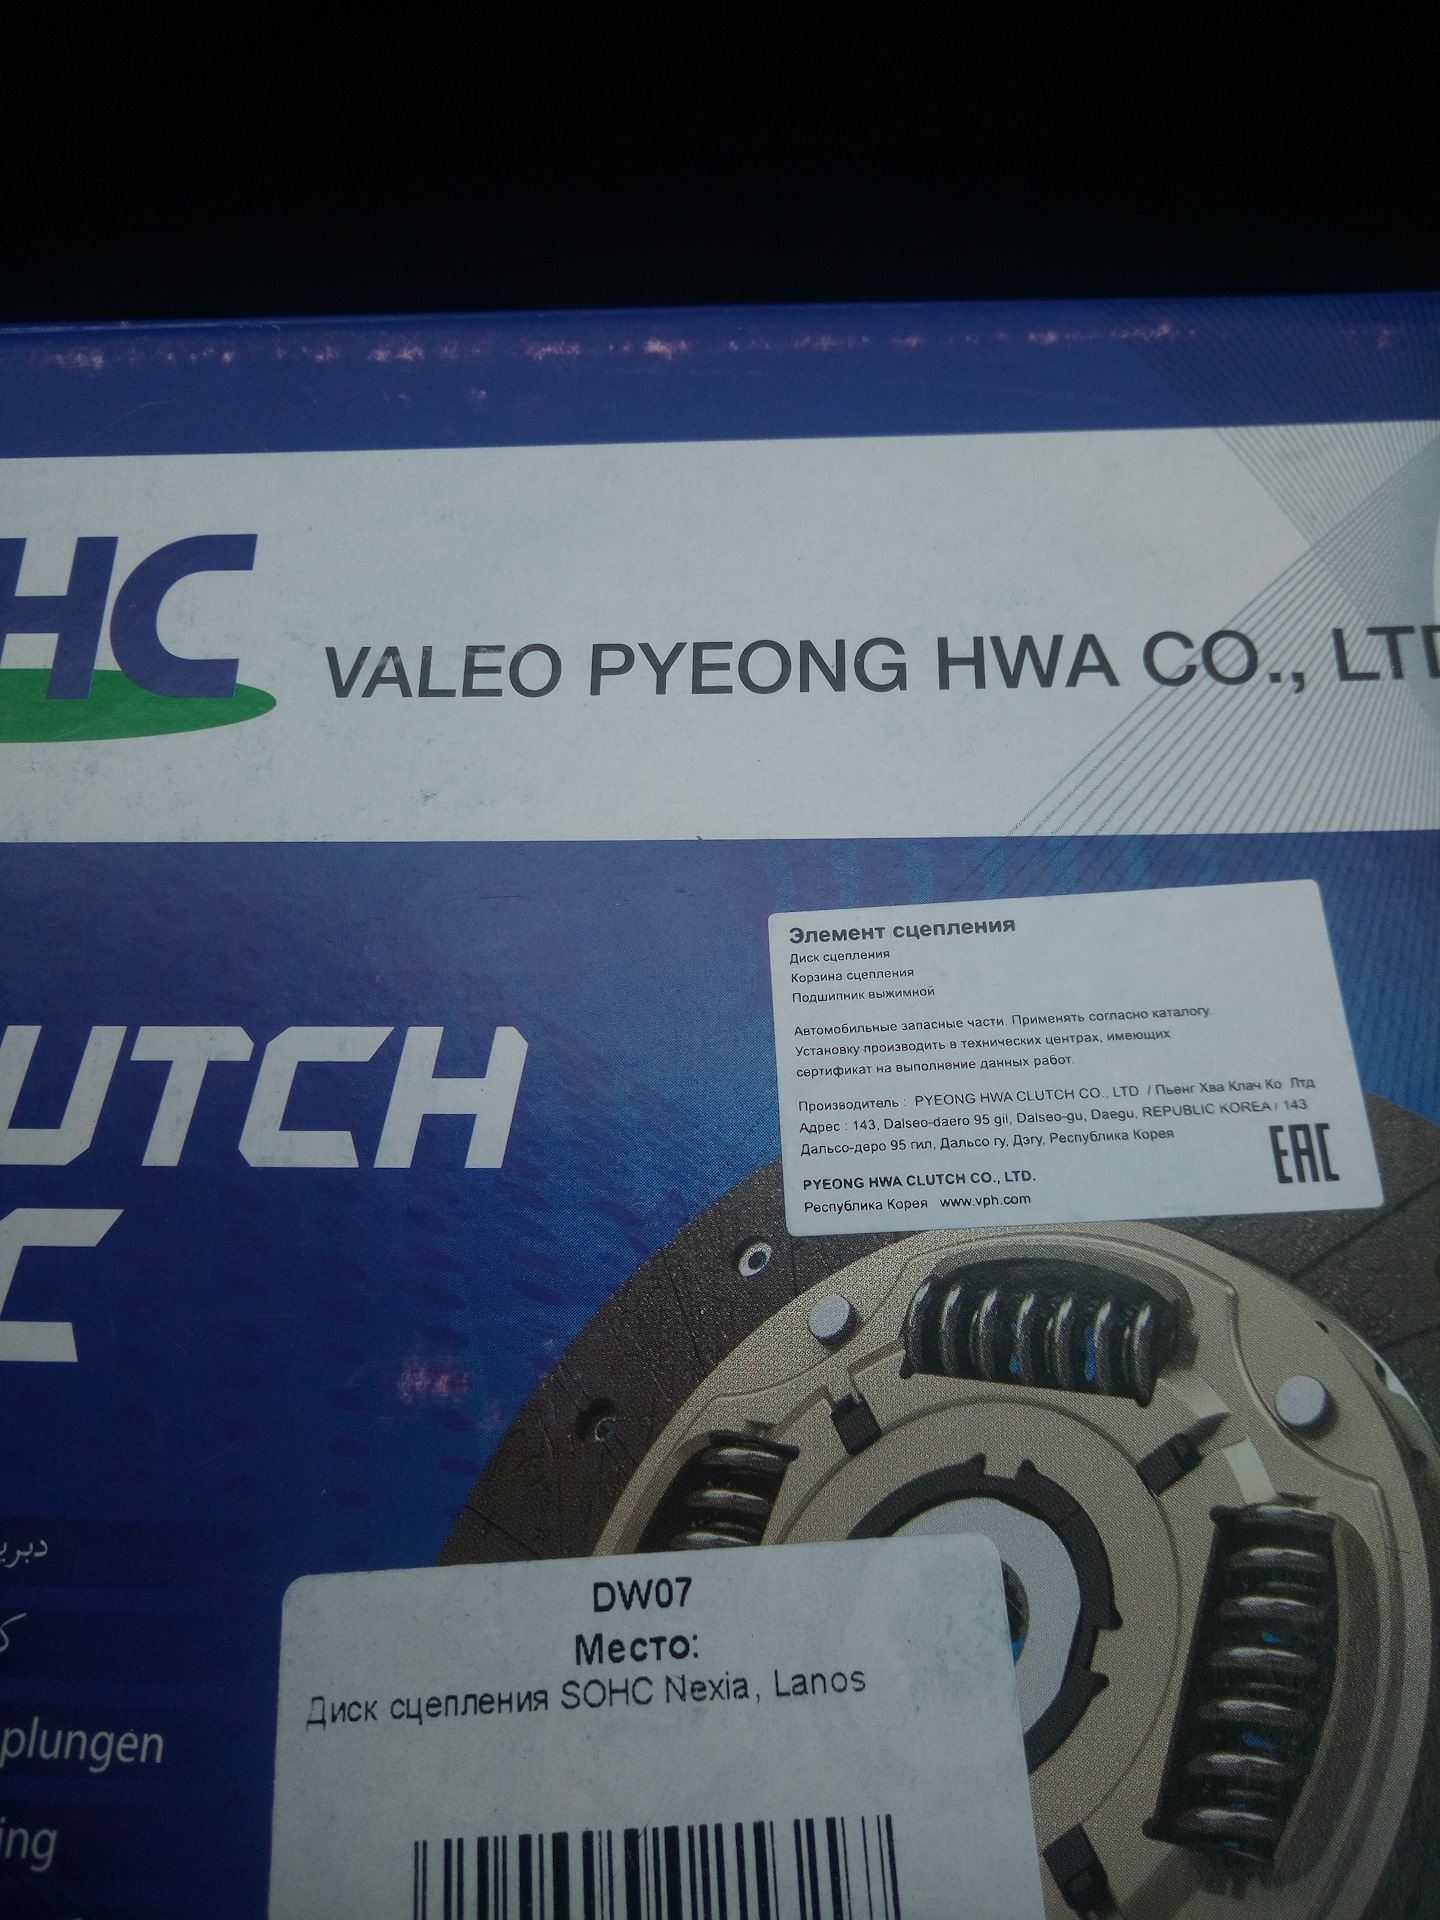 HC
VALEO PYEONG HWA CO., LTD
Элемент сцепления
Диск сцепления
Корзина сцепления
Подшипник выжимной
Автомобильные запасные части. Применять согласно каталогу.
Установку производить в технических центрах, имеющих
сертификат на выполнение данных работ.
Производитель : PYEONG HWA CLUTCH CO., LTD / Пьенг Хва Клач Ко Лтд
Адрес : 143, Dalseo-daero 95 gil, Dalseo-gu, Daegu, REPUBLIC KOREA / 143
Дальсо-деро 95 гил, Дальсо гу, Дэгу, Республика Корея
EAC
PYEONG HWA CLUTCH CO., LTD.
Республика Корея www.vph.com
UTCH
C
DW07
Место:
Диск сцепления SOHC Nexia, Lanos
plungen
ing